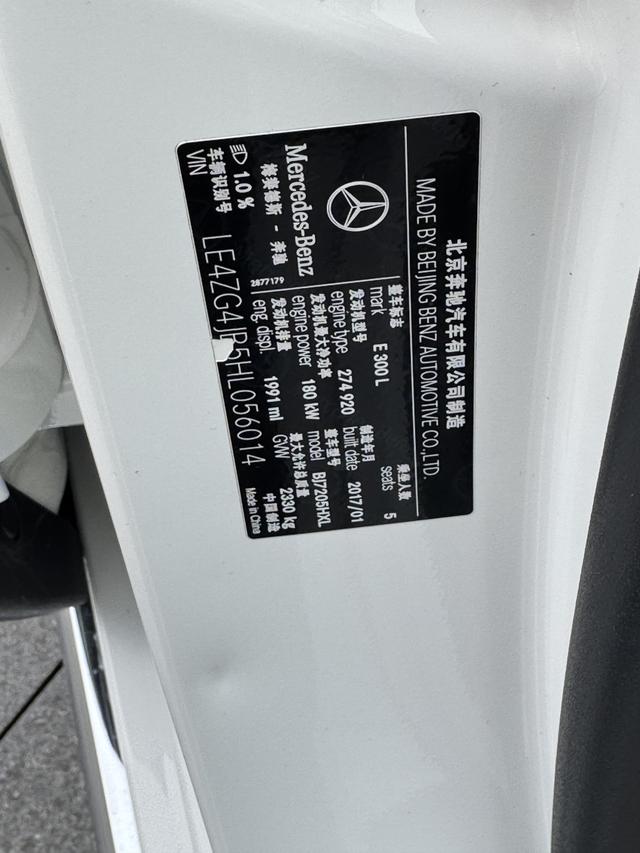 北京奔驰汽车有限公司制造
MADE BY BEIJING BENZ AUTOMOTIVE CO.,LTD.
Mercedes-Benz
梅赛德斯 - 奔驰
2877179
整车标志
mark E 300 L
乘坐人数
seats 5
发动机型号
engine type 274 920
制造年月
built date 2017/01
发动机最大净功率
engine power 180 kW
整车型号
model BJ7205HXL
发动机排量
eng. displ. 1991 ml
最大允许总质量
GVW 2330 kg
1.0 %
中国制造
Made in China
车辆识别号
VIN LE4ZG4JB5HL056014